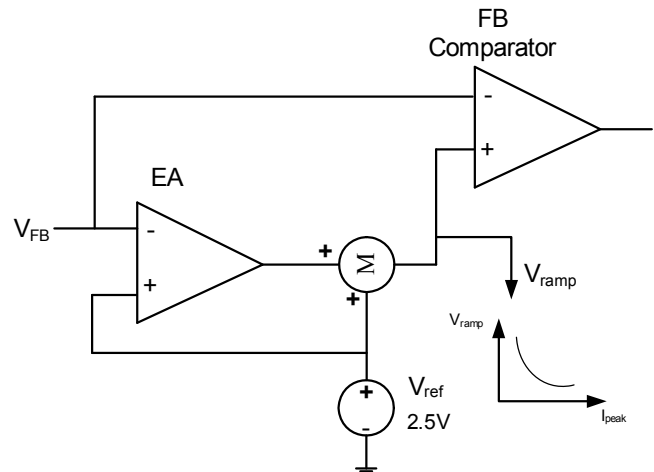 FB
Comparator
-
+
EA
V_FB
-
+
+
M
+
V_ramp
V_ramp
I_peak
+
-
V_ref
2.5V